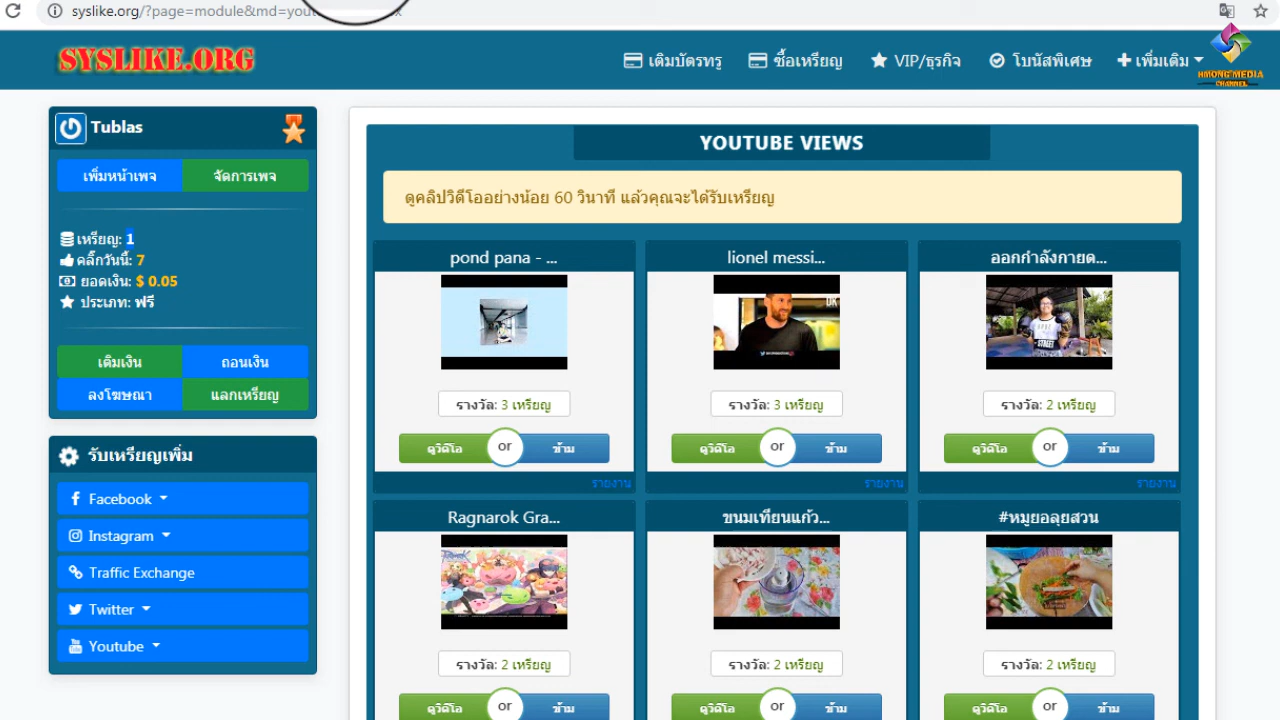 syslike.org/?page=module&md=yout
SYSLIKE.ORG
เติมบัตรทรู
ซื้อเหรียญ
VIP/ธุรกิจ
โบนัสพิเศษ
เพิ่มเติม
HMONG MEDIA
CHANNEL
Tublas
เพิ่มหน้าเพจ
จัดการเพจ
เหรียญ: 1
คลิ๊กวันนี้: 7
ยอดเงิน: $ 0.05
ประเภท: ฟรี
เติมเงิน
ถอนเงิน
ลงโฆษณา
แลกเหรียญ
รับเหรียญเพิ่ม
Facebook
Instagram
Traffic Exchange
Twitter
Youtube
YOUTUBE VIEWS
ดูคลิปวิดีโออย่างน้อย 60 วินาที แล้วคุณจะได้รับเหรียญ
pond pana - ...
lionel messi...
ออกกำลังกายด...
รางวัล: 3 เหรียญ
รางวัล: 3 เหรียญ
รางวัล: 2 เหรียญ
ดูวิดีโอ or ข้าม
ดูวิดีโอ or ข้าม
ดูวิดีโอ or ข้าม
รายงาน
รายงาน
รายงาน
Ragnarok Gra...
ขนมเทียนแก้ว...
#หมูยอลุยสวน
รางวัล: 2 เหรียญ
รางวัล: 2 เหรียญ
รางวัล: 2 เหรียญ
ดูวิดีโอ or ข้าม
ดูวิดีโอ or ข้าม
ดูวิดีโอ or ข้าม